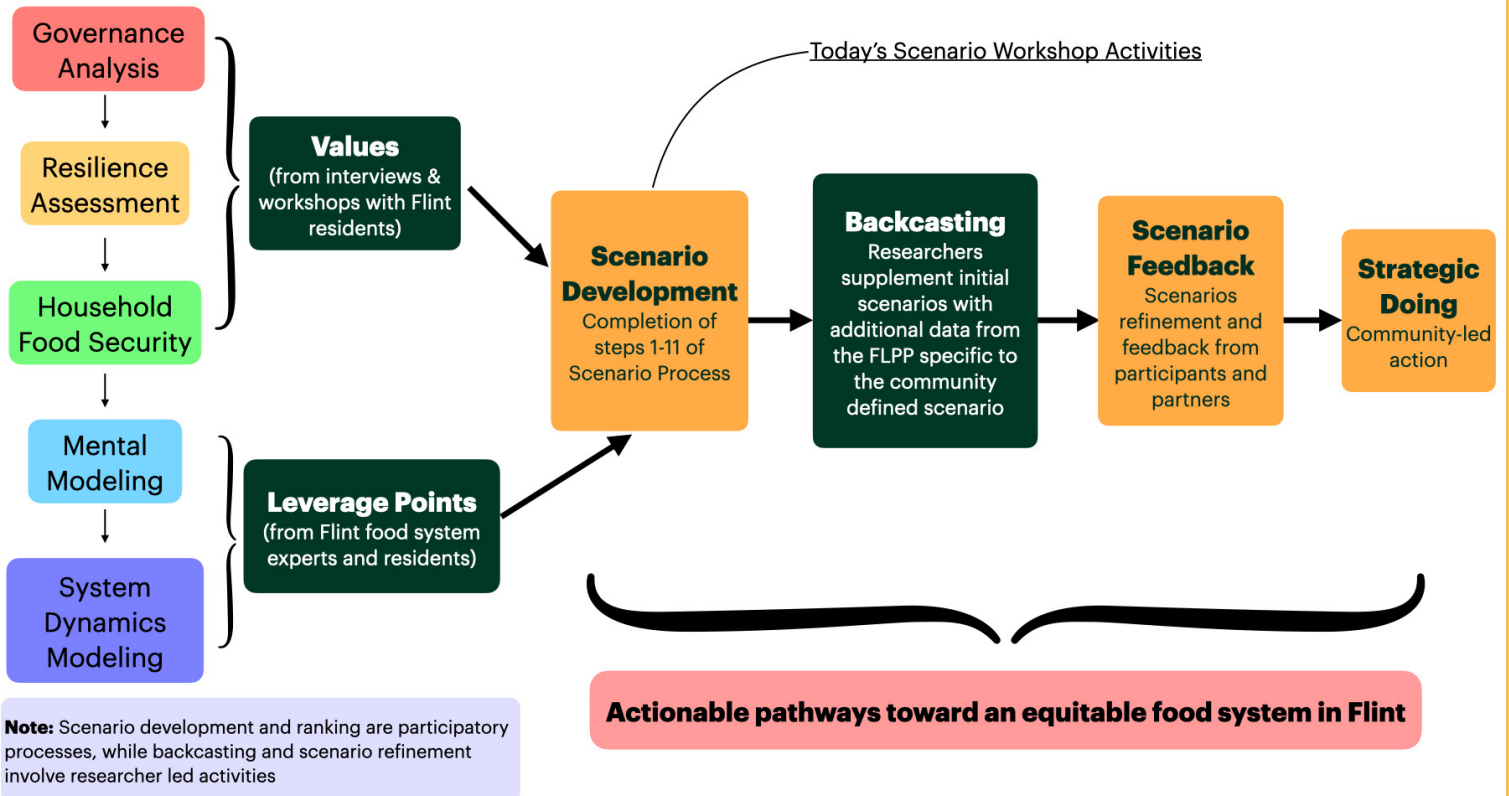 Governance
Analysis
Resilience
Assessment
Household
Food Security
Mental
Modeling
System
Dynamics
Modeling
Values
(from interviews &
workshops with Flint
residents)
Leverage Points
(from Flint food system
experts and residents)
Today's Scenario Workshop Activities
Scenario
Development
Completion of
steps 1-11 of
Scenario Process
Backcasting
Researchers
supplement initial
scenarios with
additional data from
the FLPP specific to
the community
defined scenario
Scenario
Feedback
Scenarios
refinement and
feedback from
participants and
partners
Strategic
Doing
Community-led
action
Actionable pathways toward an equitable food system in Flint
Note: Scenario development and ranking are participatory
processes, while backcasting and scenario refinement
involve researcher led activities